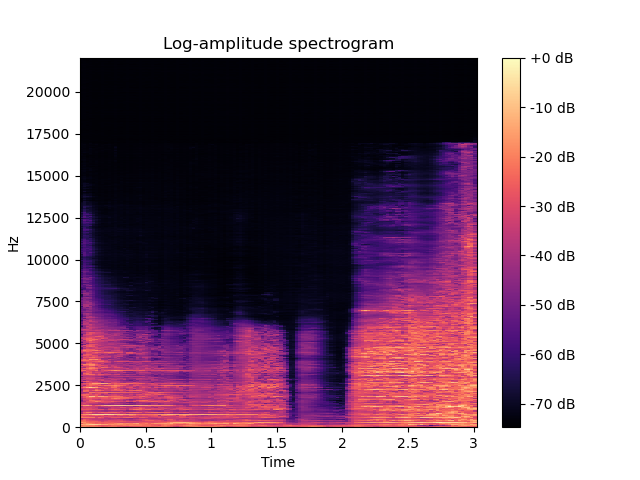 Log-amplitude spectrogram
Hz
20000
17500
15000
12500
10000
7500
5000
2500
0
0 0.5 1 1.5 2 2.5 3
Time
+0 dB
-10 dB
-20 dB
-30 dB
-40 dB
-50 dB
-60 dB
-70 dB